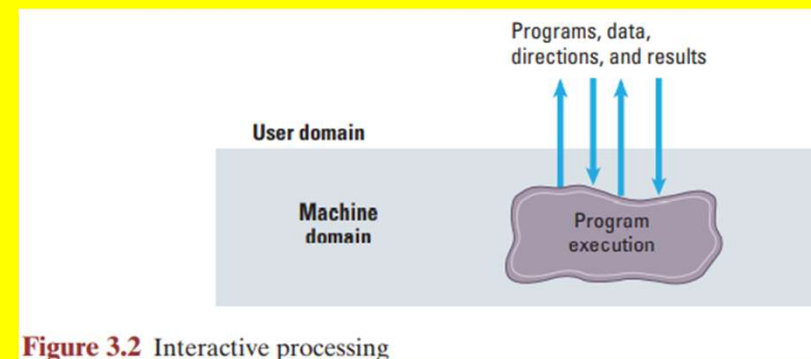 Programs, data,
directions, and results
User domain
Machine
domain
Program
execution
Figure 3.2 Interactive processing